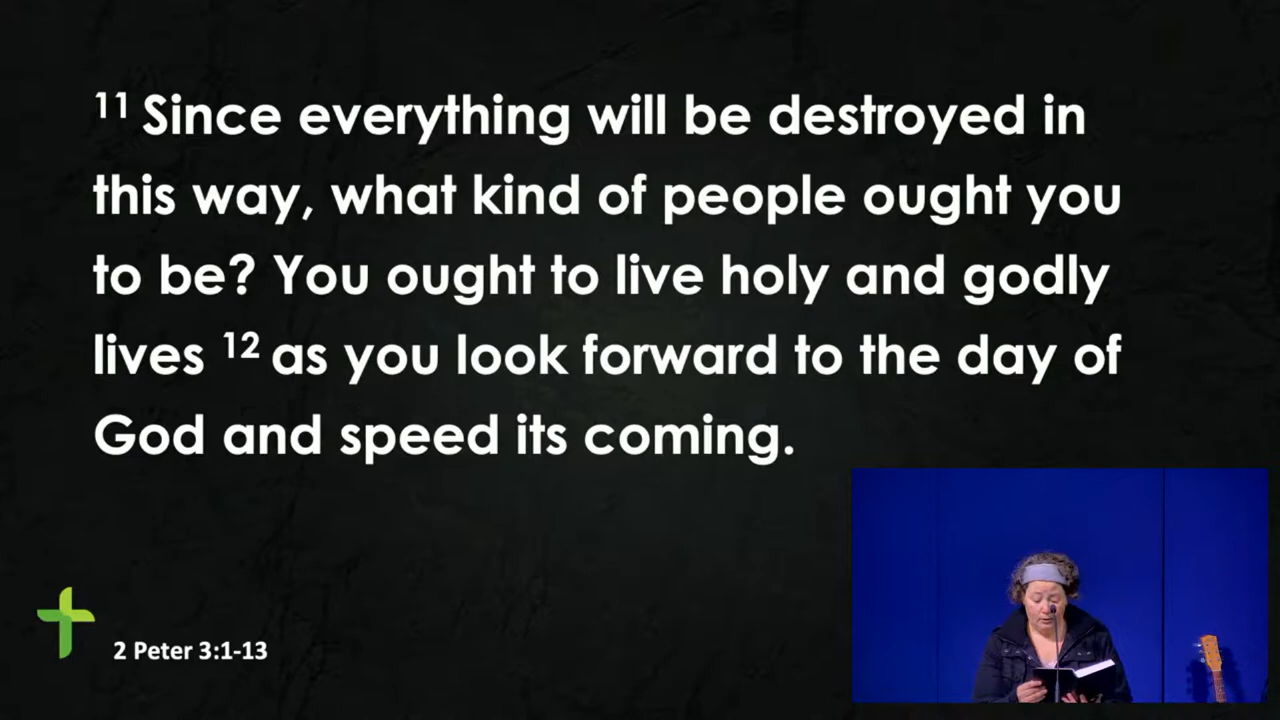 11 Since everything will be destroyed in
this way, what kind of people ought you
to be? You ought to live holy and godly
lives 12 as you look forward to the day of
God and speed its coming.
2 Peter 3:1-13